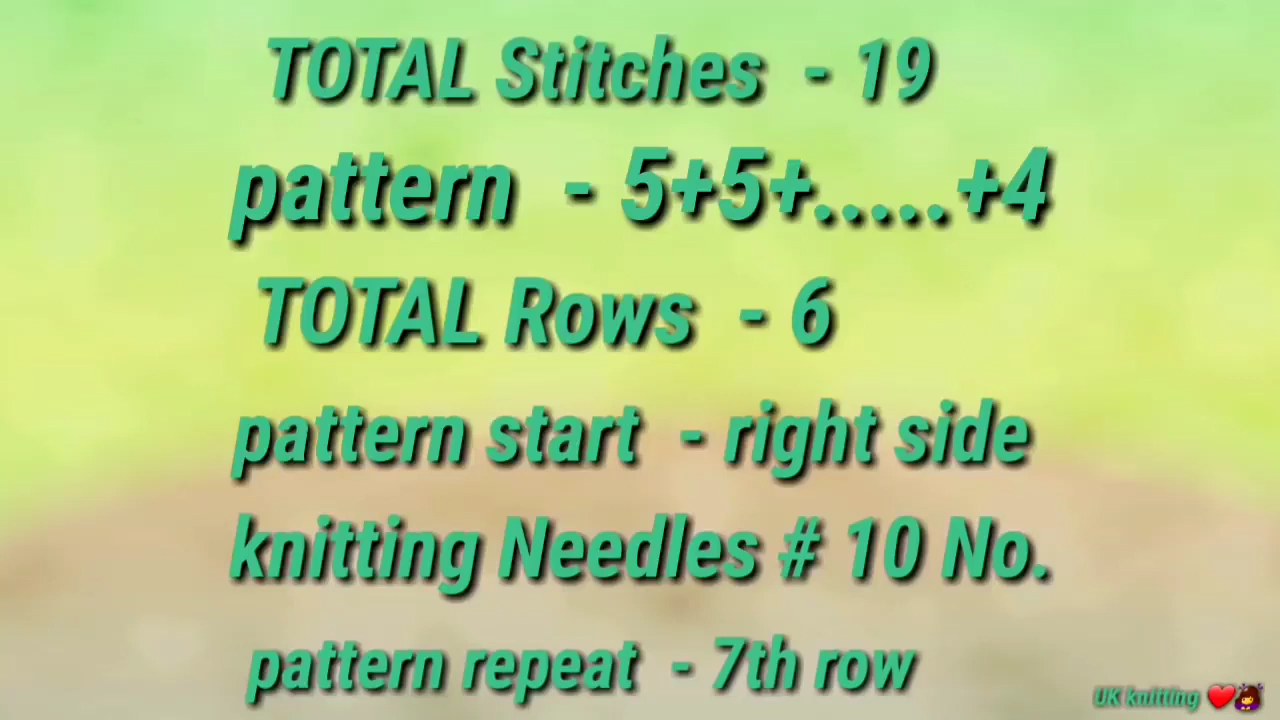 TOTAL Stitches - 19
pattern - 5+5+.....+4
TOTAL Rows - 6
pattern start - right side
knitting Needles # 10 No.
pattern repeat - 7th row
UK knitting ❤️🙆